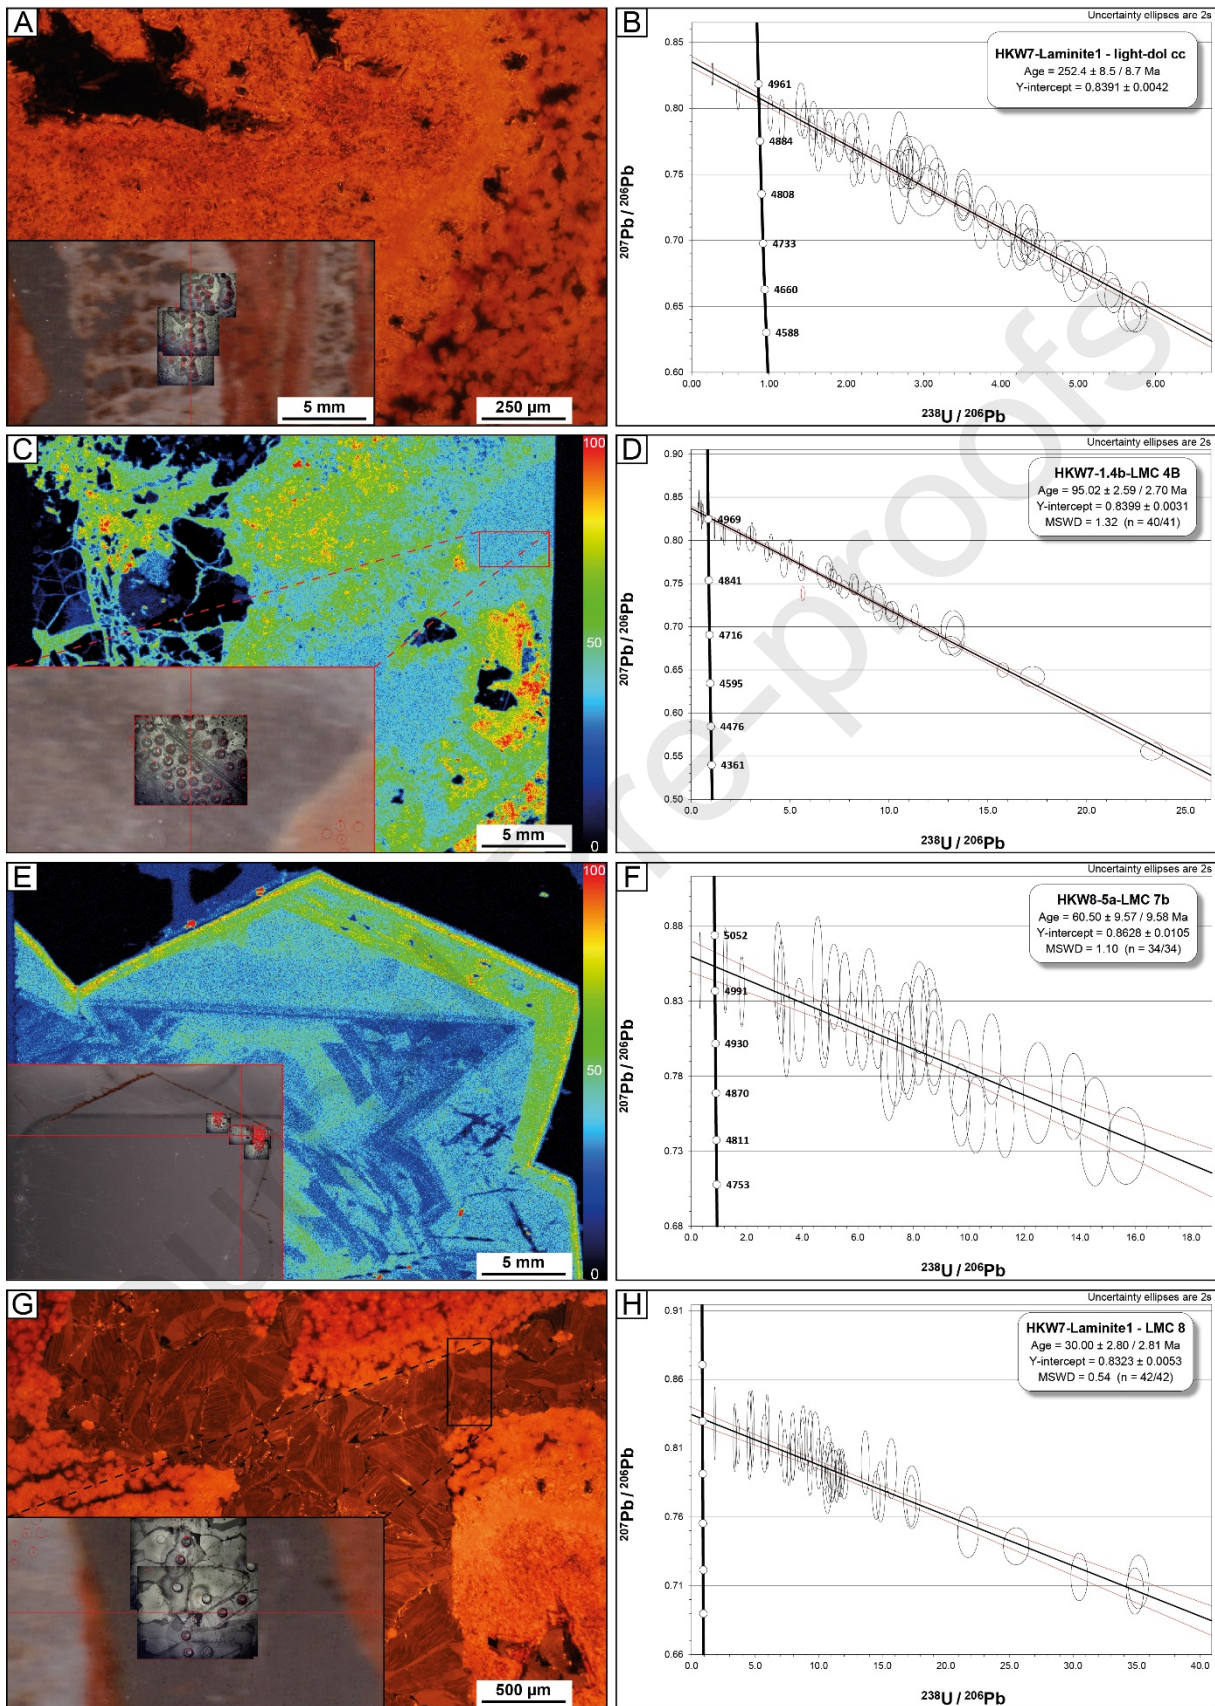 A
5 mm
250 µm
B
Uncertainty ellipses are 2s
HKW7-Laminite1 - light-dol cc
Age = 252.4 ± 8.5 / 8.7 Ma
Y-intercept = 0.8391 ± 0.0042
0.85
0.80
0.75
0.70
0.65
0.60
4961
4884
4808
4733
4660
4588
207Pb / 206Pb
0.00 1.00 2.00 3.00 4.00 5.00 6.00
238U / 206Pb
C
100
50
0
5 mm
D
Uncertainty ellipses are 2s
HKW7-1.4b-LMC 4B
Age = 95.02 ± 2.59 / 2.70 Ma
Y-intercept = 0.8399 ± 0.0031
MSWD = 1.32 (n = 40/41)
0.90
0.85
0.80
0.75
0.70
0.65
0.60
0.55
0.50
4969
4841
4716
4595
4476
4361
207Pb / 206Pb
0.0 5.0 10.0 15.0 20.0 25.0
238U / 206Pb
E
100
50
0
5 mm
F
Uncertainty ellipses are 2s
HKW8-5a-LMC 7b
Age = 60.50 ± 9.57 / 9.58 Ma
Y-intercept = 0.8628 ± 0.0105
MSWD = 1.10 (n = 34/34)
0.88
0.83
0.78
0.73
0.68
5052
4991
4930
4870
4811
4753
207Pb / 206Pb
0.0 2.0 4.0 6.0 8.0 10.0 12.0 14.0 16.0 18.0
238U / 206Pb
G
500 µm
H
Uncertainty ellipses are 2s
HKW7-Laminite1 - LMC 8
Age = 30.00 ± 2.80 / 2.81 Ma
Y-intercept = 0.8323 ± 0.0053
MSWD = 0.54 (n = 42/42)
0.91
0.86
0.81
0.76
0.71
0.66
207Pb / 206Pb
0.0 5.0 10.0 15.0 20.0 25.0 30.0 35.0 40.0
238U / 206Pb
re-proofs